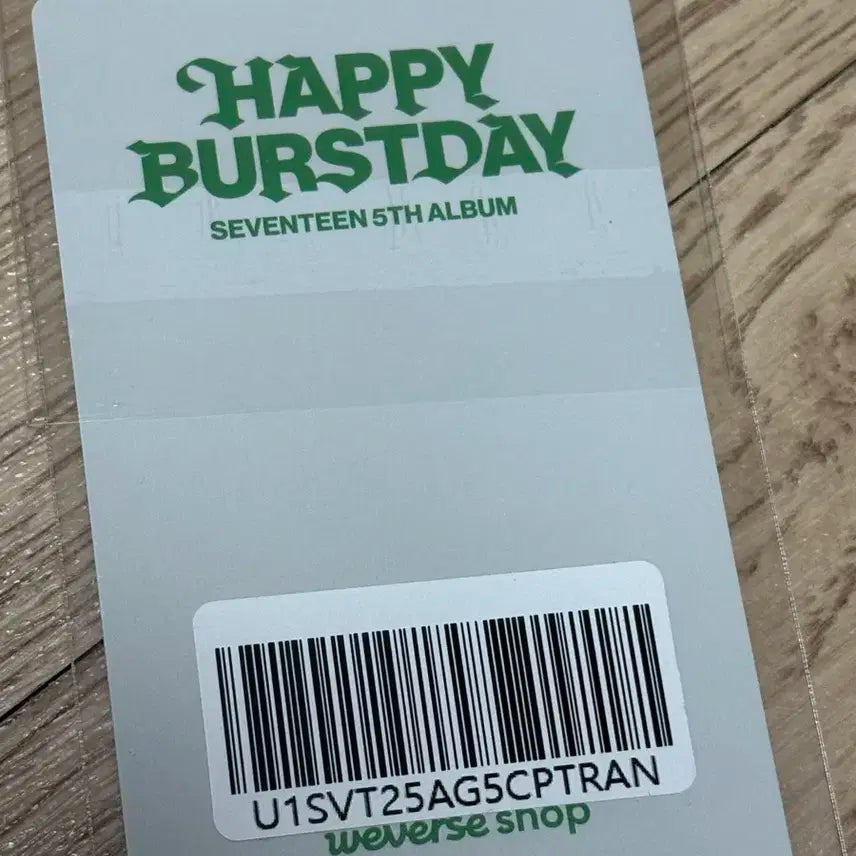 HAPPY
BURSTDAY
SEVENTEEN 5TH ALBUM
U1SVT25AG5CPTRAN
weverse shop